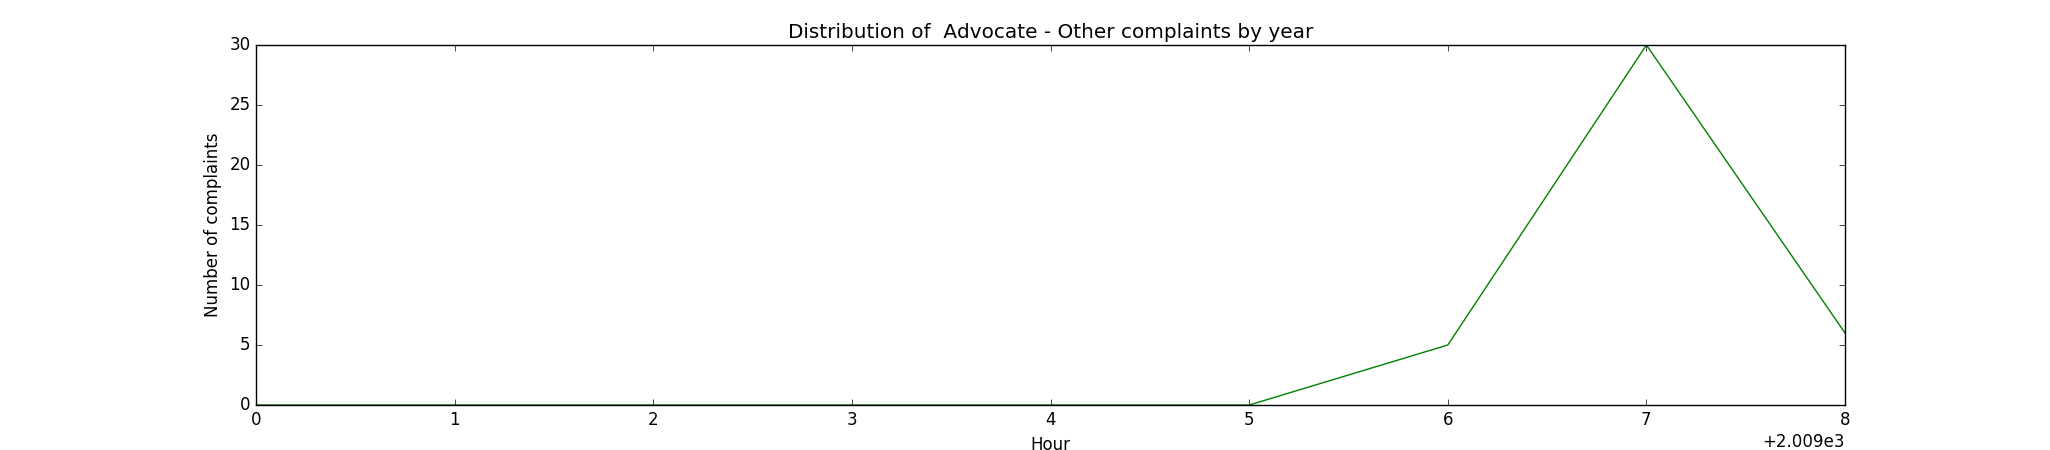 Distribution of  Advocate - Other complaints by year
30
25
20
15
10
5
0
Number of complaints
0 1 2 3 4 5 6 7 8
Hour
+2.009e3